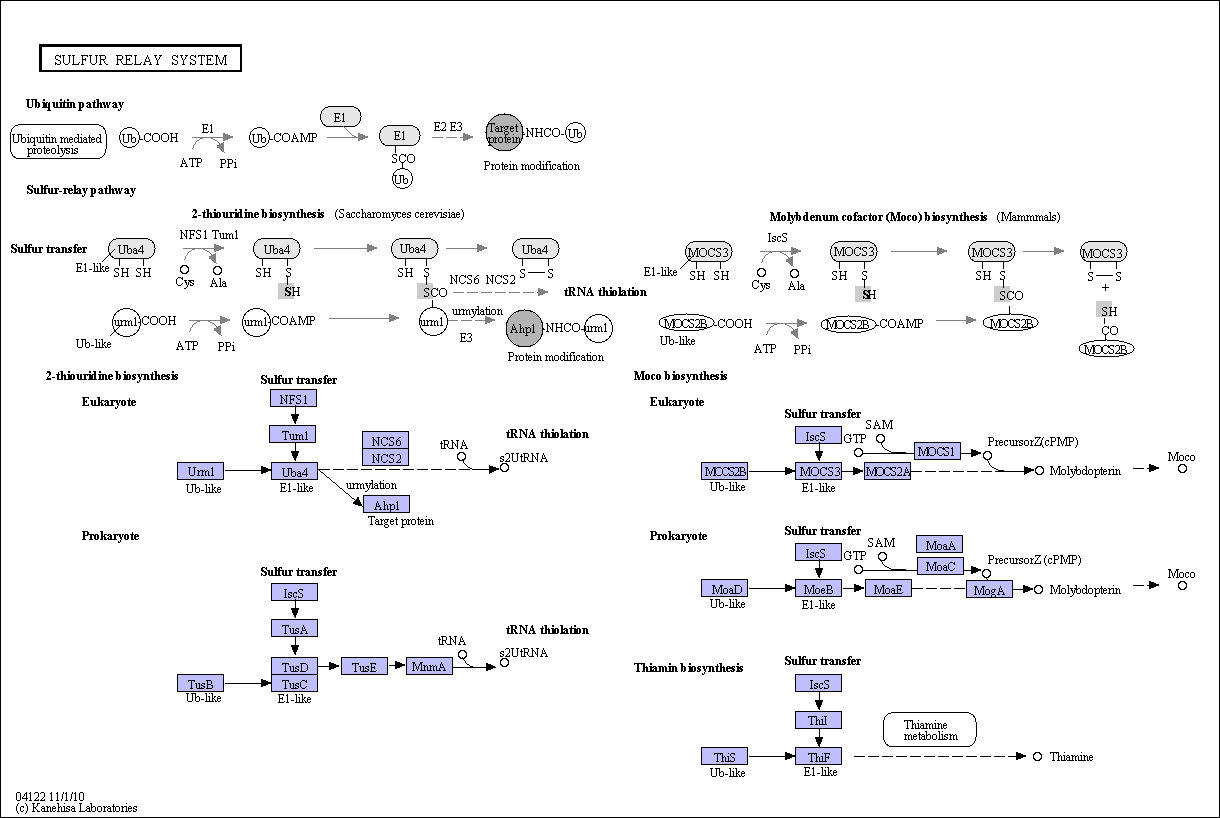 SULFUR RELAY SYSTEM
Ubiquitin pathway
Ubiquitin mediated
proteolysis
Ub
-COOH
E1
ATP
PPi
Ub
-COAMP
E1
E1
SCO
Ub
E2 E3
Target
protein
-NHCO-
Ub
Protein modification
Sulfur-relay pathway
2-thiouridine biosynthesis (Saccharomyces cerevisiae)
Sulfur transfer
Uba4
E1-like
SH SH
NFS1 Tum1
Cys
Ala
Uba4
SH S
SH
Uba4
SH S
SCO
urm1
NCS6 NCS2
tRNA thiolation
Uba4
S S
urm1
-COOH
Ub-like
ATP
PPi
urm1
-COAMP
urmylation
E3
Ahp1
-NHCO-
urm1
Protein modification
Molybdenum cofactor (Moco) biosynthesis (Mammmals)
MOCS3
E1-like
SH SH
IscS
Cys
Ala
MOCS3
SH S
SH
MOCS3
SH S
SCO
MOCS2B
MOCS3
S S
+
SH
CO
MOCS2B
MOCS2B
-COOH
Ub-like
ATP
PPi
MOCS2B
-COAMP
2-thiouridine biosynthesis
Eukaryote
Sulfur transfer
NFS1
Tum1
Urm1
Ub-like
Uba4
E1-like
NCS6
NCS2
tRNA
tRNA thiolation
s2UtRNA
urmylation
Ahp1
Target protein
Prokaryote
Sulfur transfer
IscS
TusA
TusD
TusC
E1-like
TusB
Ub-like
TusE
MnmA
tRNA
tRNA thiolation
s2UtRNA
Moco biosynthesis
Eukaryote
Sulfur transfer
IscS
GTP
SAM
MOCS1
PrecursorZ(cPMP)
MOCS2B
Ub-like
MOCS3
E1-like
MOCS2A
Molybdopterin
Moco
Prokaryote
Sulfur transfer
IscS
GTP
SAM
MoaA
MoaC
PrecursorZ (cPMP)
MoaD
Ub-like
MoeB
E1-like
MoaE
MogA
Molybdopterin
Moco
Thiamin biosynthesis
Sulfur transfer
IscS
ThiI
ThiS
Ub-like
ThiF
E1-like
Thiamine
metabolism
Thiamine
04122 11/1/10
(c) Kanehisa Laboratories